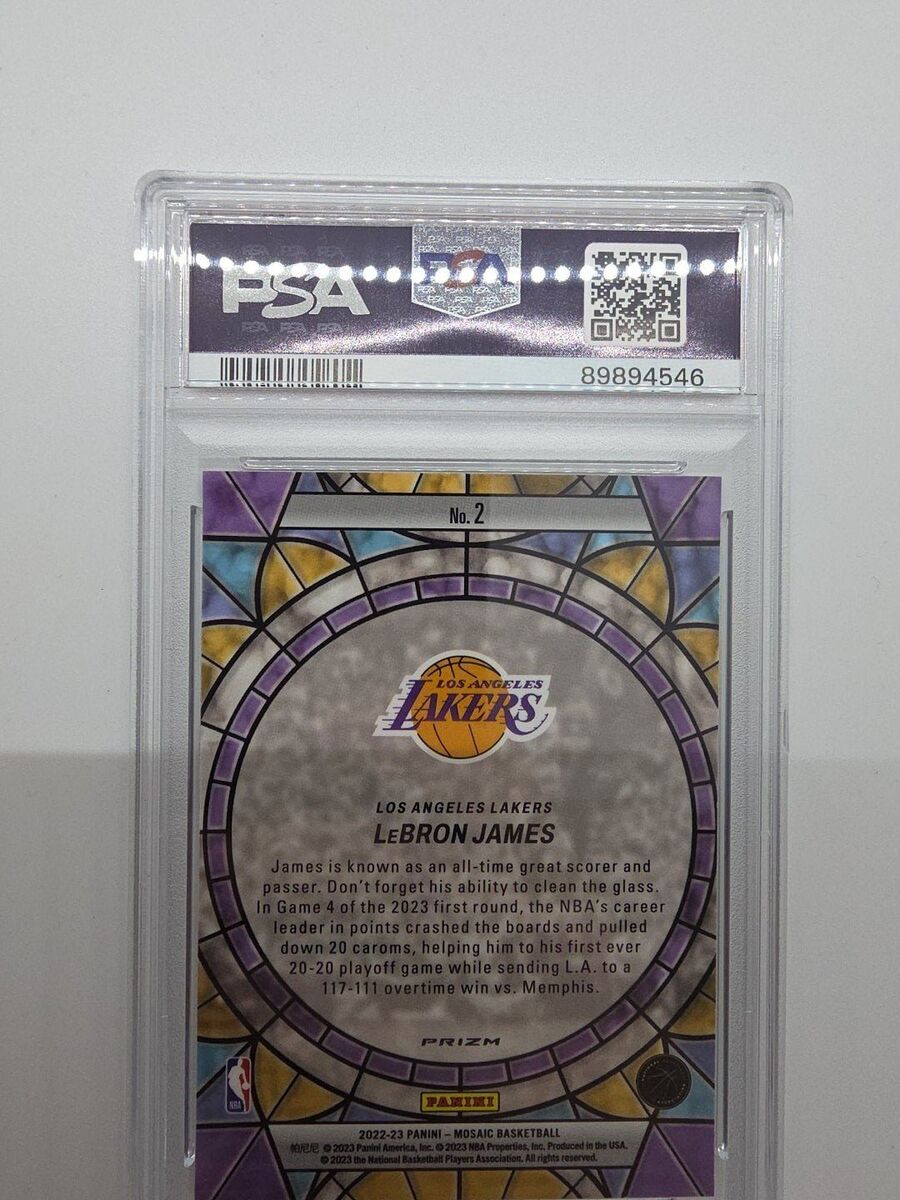 PSA
PSA
89894546
No. 2
LOS ANGELES
LAKERS
LOS ANGELES LAKERS
LEBRON JAMES
James is known as an all-time great scorer and
passer. Don't forget his ability to clean the glass.
In Game 4 of the 2023 first round, the NBA's career
leader in points crashed the boards and pulled
down 20 caroms, helping him to his first ever
20-20 playoff game while sending L.A. to a
117-111 overtime win vs. Memphis.
PRIZM
NBA
PANINI
2022-23 PANINI – MOSAIC BASKETBALL
帕尼尼 © 2023 Panini America, Inc. © 2023 NBA Properties, Inc. Produced in the USA.
© 2023 the National Basketball Players Association. All rights reserved.